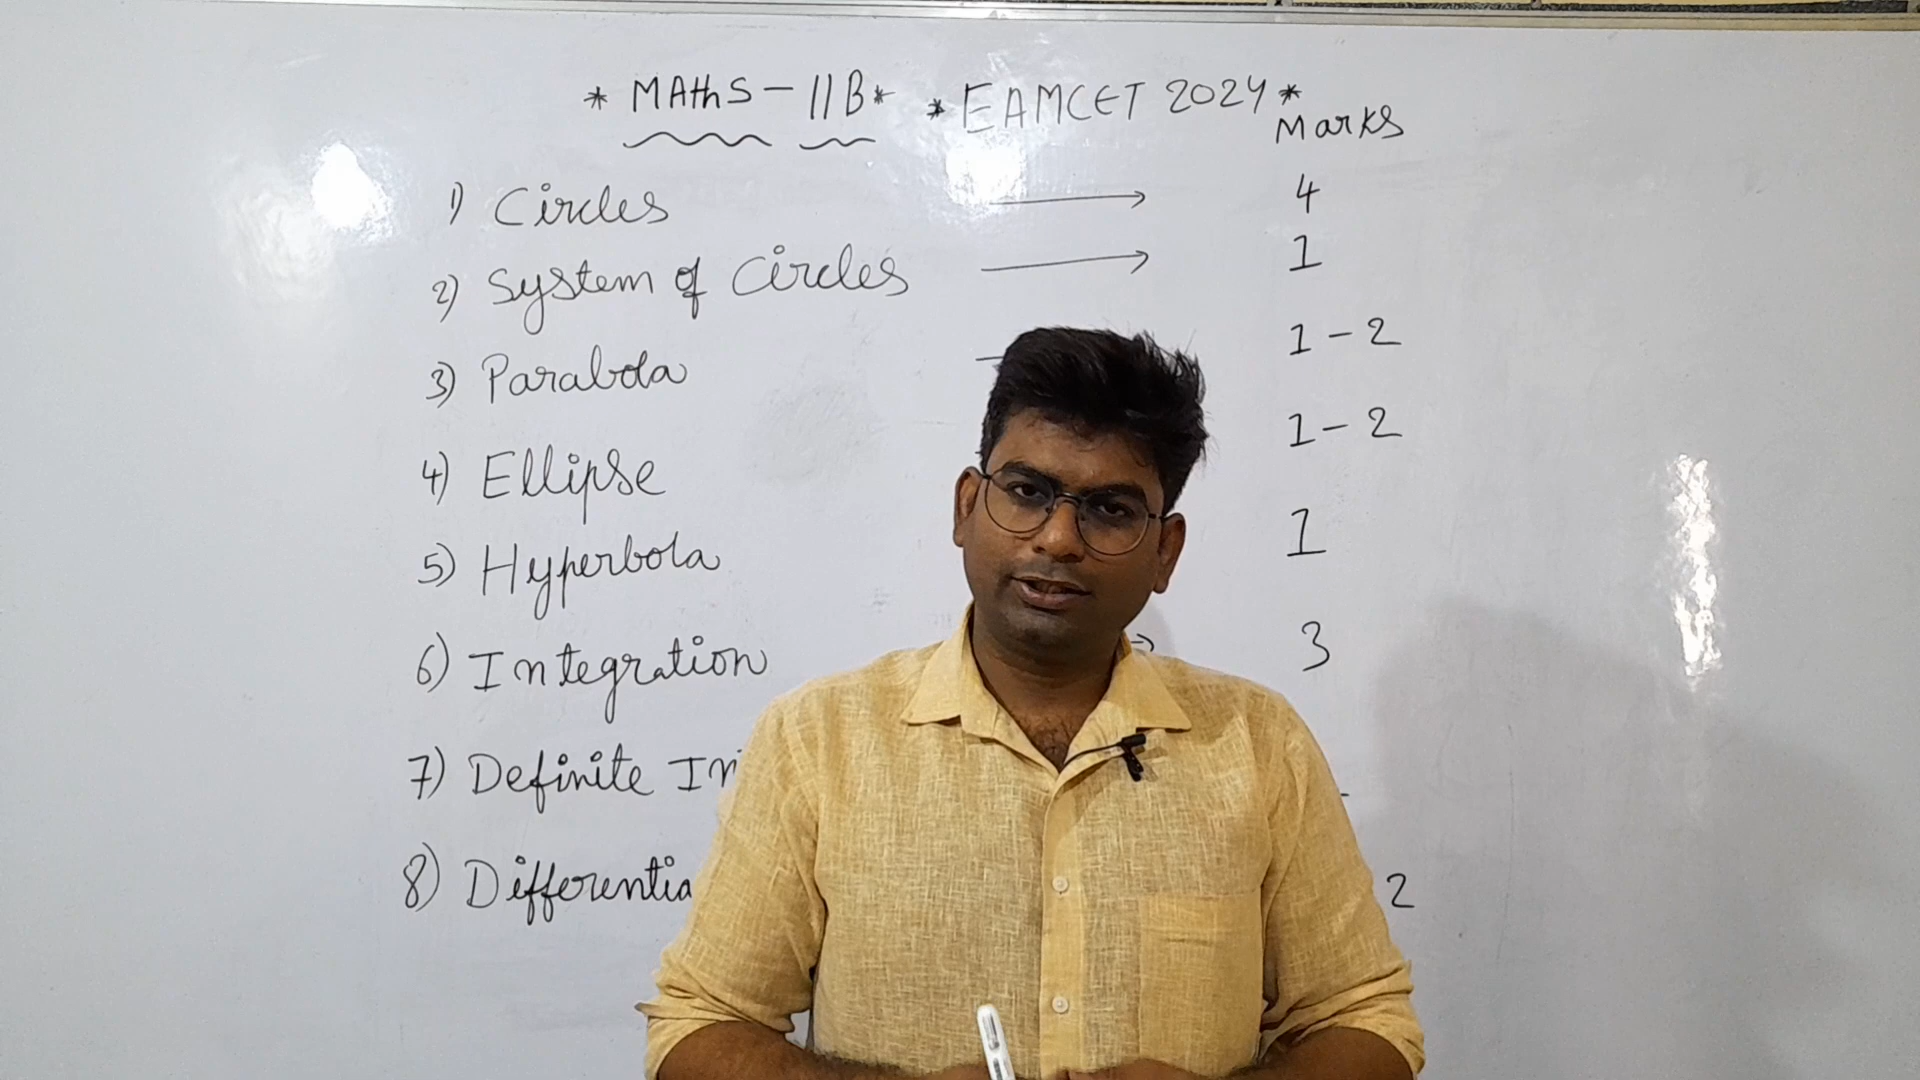 * MAThS - IIB * * EAMCET 2024 *
Marks
1) Circles → 4
2) System of Circles → 1
3) Parabola 1 - 2
4) Ellipse 1 - 2
5) Hyperbola 1
6) Integration → 3
7) Definite In
8) Differentia 2